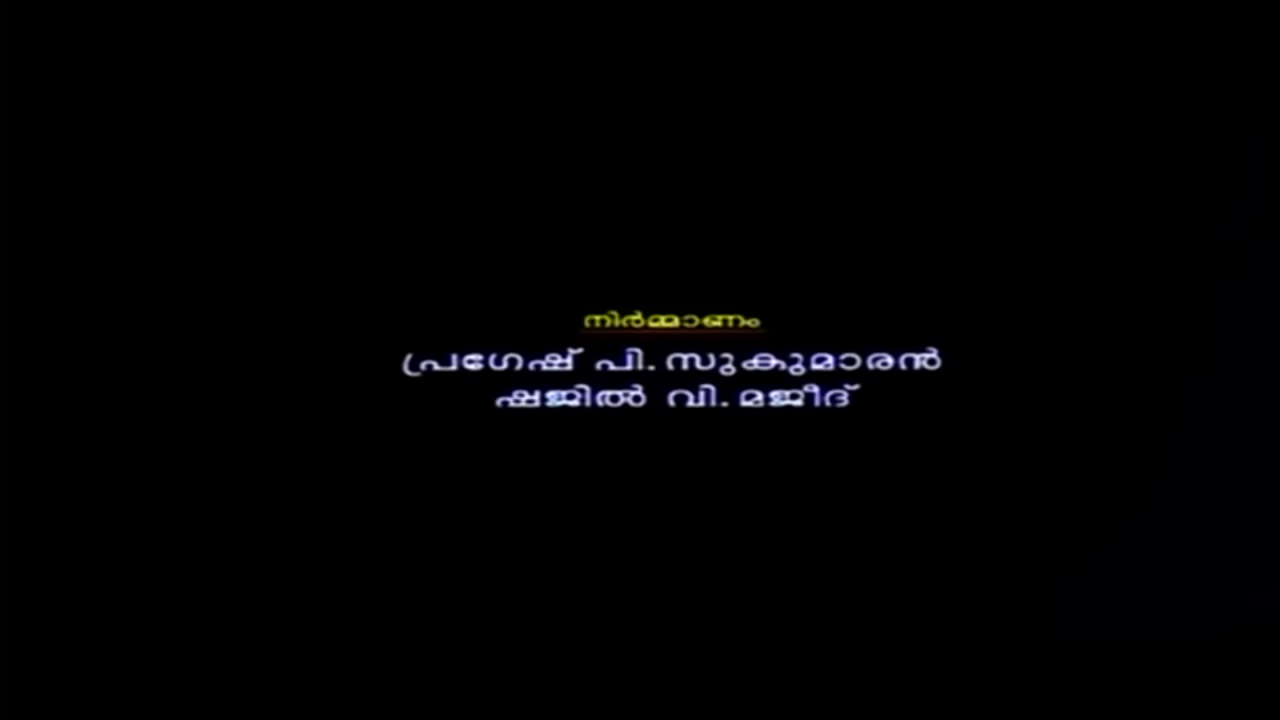 നിർമ്മാണം
പ്രഗേഷ് പി. സുകുമാരൻ
ഷജിൽ വി. മജീദ്